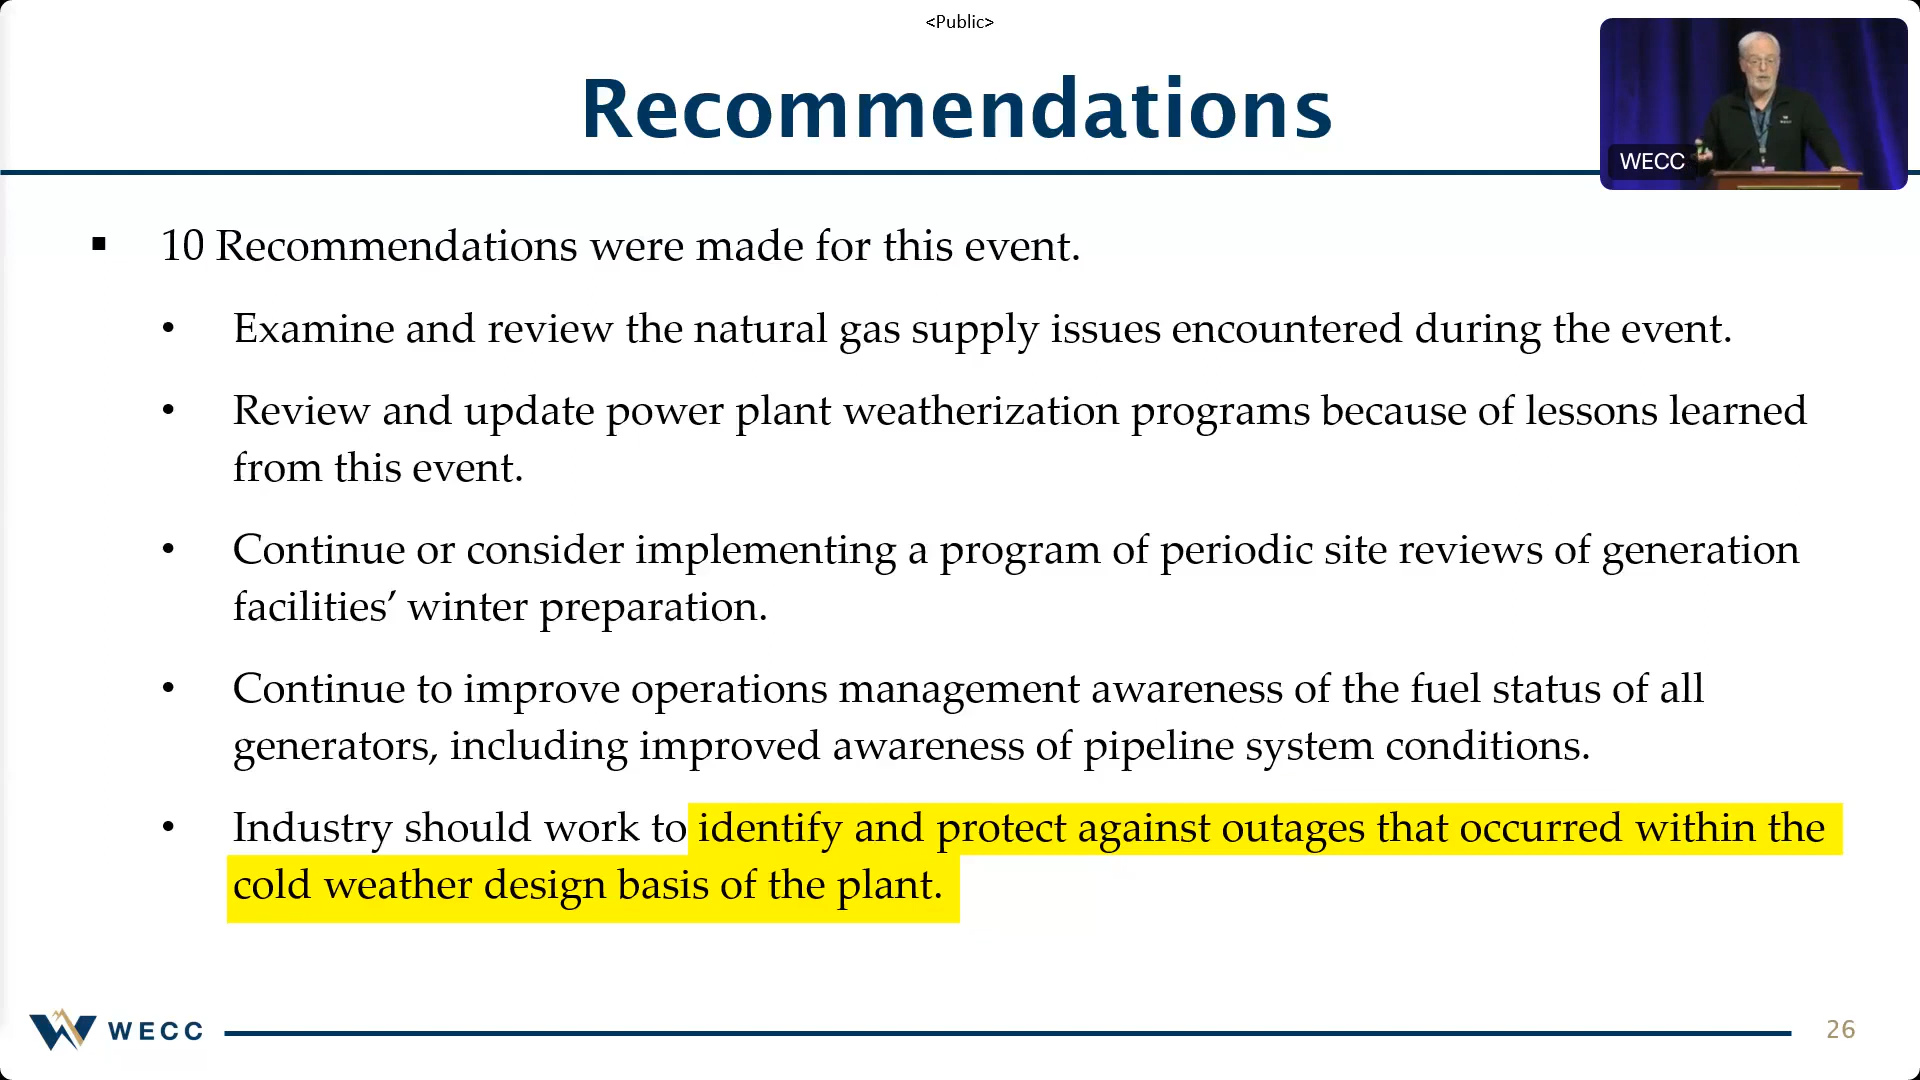 <Public>
Recommendations
WECC
▪ 10 Recommendations were made for this event.
• Examine and review the natural gas supply issues encountered during the event.
• Review and update power plant weatherization programs because of lessons learned
from this event.
• Continue or consider implementing a program of periodic site reviews of generation
facilities’ winter preparation.
• Continue to improve operations management awareness of the fuel status of all
generators, including improved awareness of pipeline system conditions.
• Industry should work to identify and protect against outages that occurred within the
cold weather design basis of the plant.
WECC
26